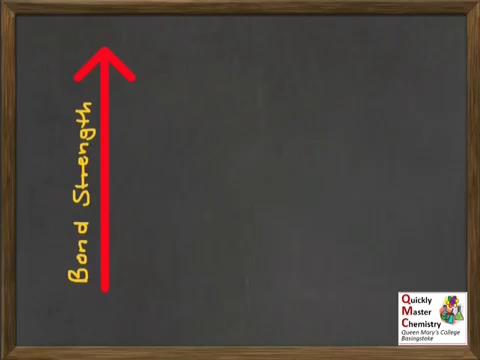 Bond Strength
Quickly
Master
Chemistry
Queen Mary's College
Basingstoke